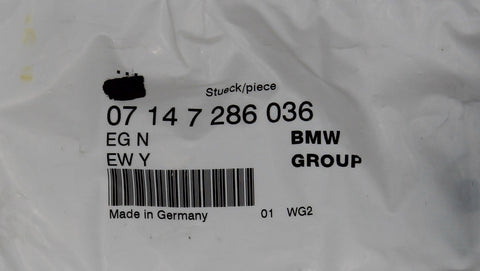 Stueck/piece
07 14 7 286 036
EG N BMW
EW Y GROUP
Made in Germany 01 WG2